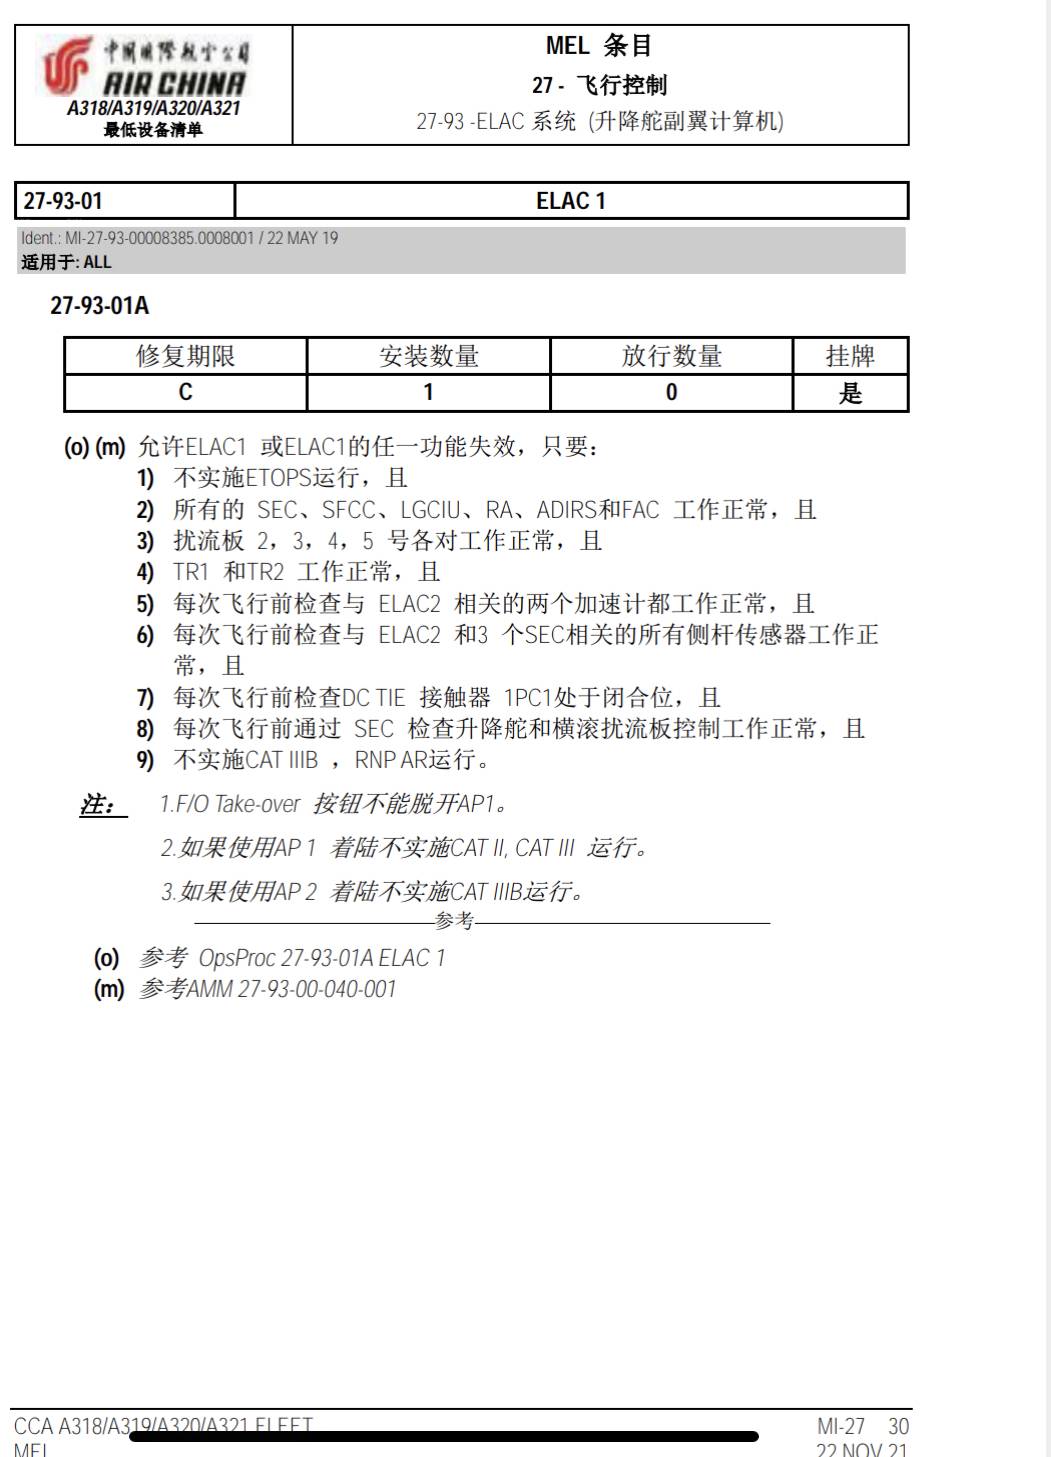 中国国际航空公司
AIR CHINA
A318/A319/A320/A321
最低设备清单
MEL 条目
27 - 飞行控制
27-93 -ELAC 系统 (升降舵副翼计算机)
27-93-01 ELAC 1
Ident.: MI-27-93-00008385.0008001 / 22 MAY 19
适用于: ALL
27-93-01A
修复期限 安装数量 放行数量 挂牌
C 1 0 是
(o) (m) 允许ELAC1 或ELAC1的任一功能失效，只要：
1) 不实施ETOPS运行，且
2) 所有的 SEC、SFCC、LGCIU、RA、ADIRS和FAC 工作正常，且
3) 扰流板 2，3，4，5 号各对工作正常，且
4) TR1 和TR2 工作正常，且
5) 每次飞行前检查与 ELAC2 相关的两个加速计都工作正常，且
6) 每次飞行前检查与 ELAC2 和3 个SEC相关的所有侧杆传感器工作正
常，且
7) 每次飞行前检查DC TIE 接触器 1PC1处于闭合位，且
8) 每次飞行前通过 SEC 检查升降舵和横滚扰流板控制工作正常，且
9) 不实施CAT IIIB ，RNP AR运行。
注： 1.F/O Take-over 按钮不能脱开AP1。
2.如果使用AP 1 着陆不实施CAT II, CAT III 运行。
3.如果使用AP 2 着陆不实施CAT IIIB运行。
参考
(o) 参考 OpsProc 27-93-01A ELAC 1
(m) 参考AMM 27-93-00-040-001
CCA A318/A319/A320/A321 FLEET MI-27 30
MEL 22 NOV 21